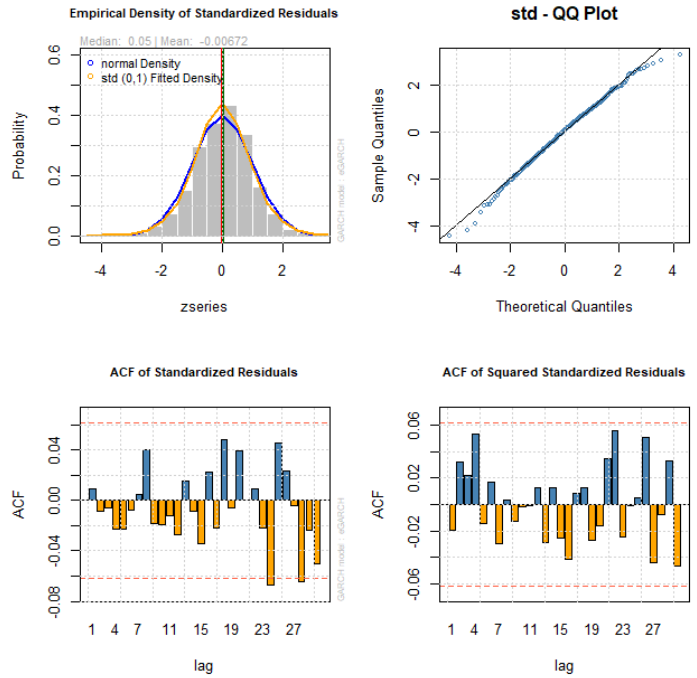 Empirical Density of Standardized Residuals
Median: 0.05 | Mean: -0.00672
normal Density
std (0,1) Fitted Density
Probability
0.0 0.2 0.4 0.6
-4 -2 0 2
zseries
GARCH model : eGARCH
std - QQ Plot
Sample Quantiles
-4 -2 0 2
-4 -2 0 2 4
Theoretical Quantiles
ACF of Standardized Residuals
ACF
-0.08 -0.04 0.00 0.04
1 4 7 11 15 19 23 27
lag
GARCH model : eGARCH
ACF of Squared Standardized Residuals
ACF
-0.06 -0.02 0.02 0.06
1 4 7 11 15 19 23 27
lag